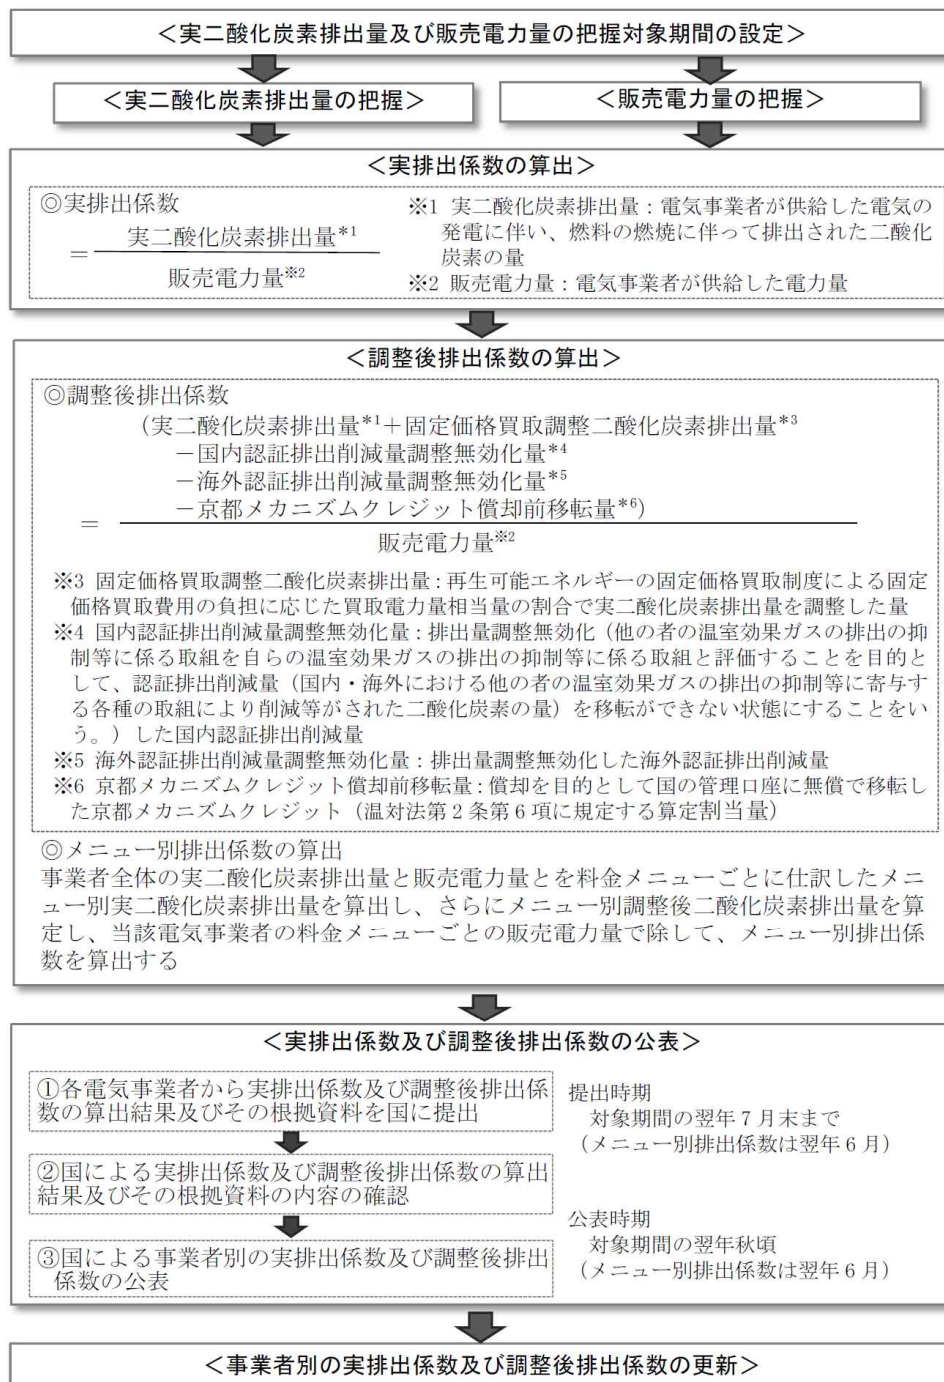 ＜実二酸化炭素排出量及び販売電力量の把握対象期間の設定＞
＜実二酸化炭素排出量の把握＞
＜販売電力量の把握＞
＜実排出係数の算出＞
◎実排出係数
＝ 実二酸化炭素排出量*1
販売電力量※2
※1 実二酸化炭素排出量：電気事業者が供給した電気の
発電に伴い、燃料の燃焼に伴って排出された二酸化
炭素の量
※2 販売電力量：電気事業者が供給した電力量
＜調整後排出係数の算出＞
◎調整後排出係数
（実二酸化炭素排出量*1＋固定価格買取調整二酸化炭素排出量*3
－国内認証排出削減量調整無効化量*4
－海外認証排出削減量調整無効化量*5
－京都メカニズムクレジット償却前移転量*6）
＝
販売電力量※2
※3 固定価格買取調整二酸化炭素排出量：再生可能エネルギーの固定価格買取制度による固定
価格買取費用の負担に応じた買取電力量相当量の割合で実二酸化炭素排出量を調整した量
※4 国内認証排出削減量調整無効化量：排出量調整無効化（他の者の温室効果ガスの排出の抑
制等に係る取組を自らの温室効果ガスの排出の抑制等に係る取組と評価することを目的と
して、認証排出削減量（国内・海外における他の者の温室効果ガスの排出の抑制等に寄与す
る各種の取組により削減等がされた二酸化炭素の量）を移転ができない状態にすることをい
う。）した国内認証排出削減量
※5 海外認証排出削減量調整無効化量：排出量調整無効化した海外認証排出削減量
※6 京都メカニズムクレジット償却前移転量：償却を目的として国の管理口座に無償で移転し
た京都メカニズムクレジット（温対法第２条第６項に規定する算定割当量）
◎メニュー別排出係数の算出
事業者全体の実二酸化炭素排出量と販売電力量とを料金メニューごとに仕訳したメニ
ュー別実二酸化炭素排出量を算出し、さらにメニュー別調整後二酸化炭素排出量を算
定し、当該電気事業者の料金メニューごとの販売電力量で除して、メニュー別排出係
数を算出する
＜実排出係数及び調整後排出係数の公表＞
①各電気事業者から実排出係数及び調整後排出係
数の算出結果及びその根拠資料を国に提出
提出時期
対象期間の翌年７月末まで
（メニュー別排出係数は翌年６月）
②国による実排出係数及び調整後排出係数の算出
結果及びその根拠資料の内容の確認
公表時期
対象期間の翌年秋頃
（メニュー別排出係数は翌年６月）
③国による事業者別の実排出係数及び調整後排出
係数の公表
＜事業者別の実排出係数及び調整後排出係数の更新＞